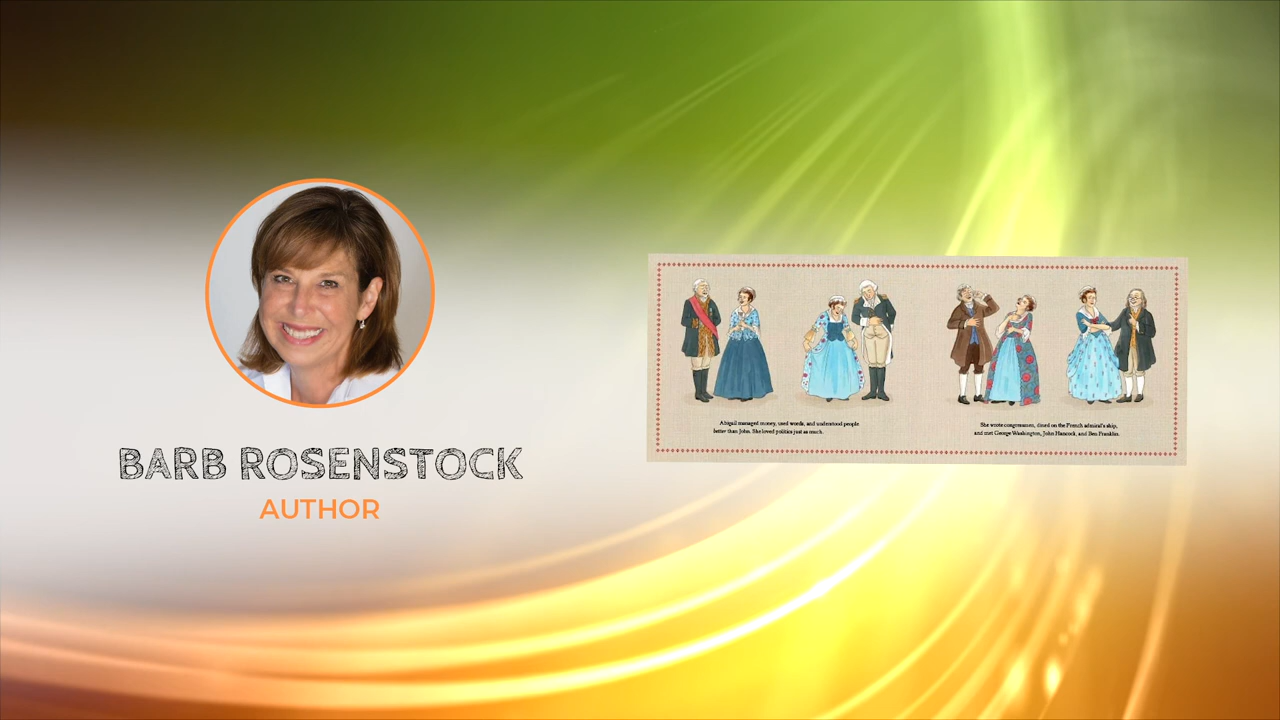 BARB ROSENSTOCK
AUTHOR
Abigail managed money, used words, and understood people
better than John. She loved politics just as much.
She wrote congressmen, dined on the French admiral's ship,
and met George Washington, John Hancock, and Ben Franklin.